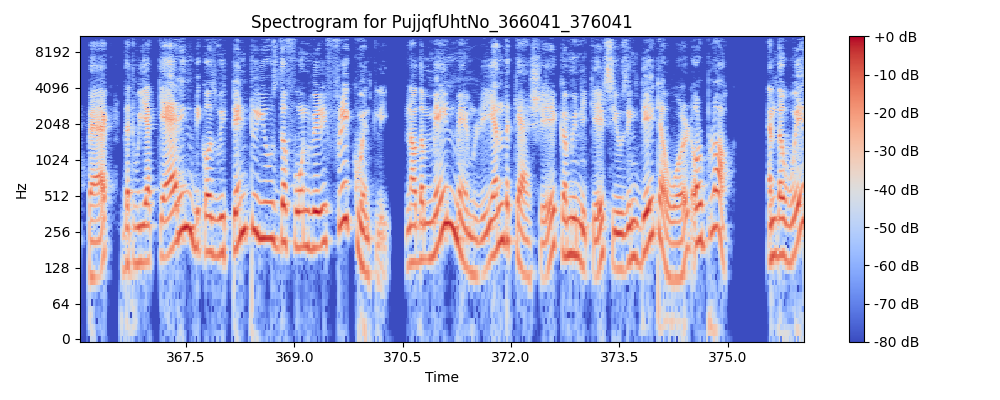 Spectrogram for PujjqfUhtNo_366041_376041
Hz
8192
4096
2048
1024
512
256
128
64
0
367.5 369.0 370.5 372.0 373.5 375.0
Time
+0 dB
-10 dB
-20 dB
-30 dB
-40 dB
-50 dB
-60 dB
-70 dB
-80 dB